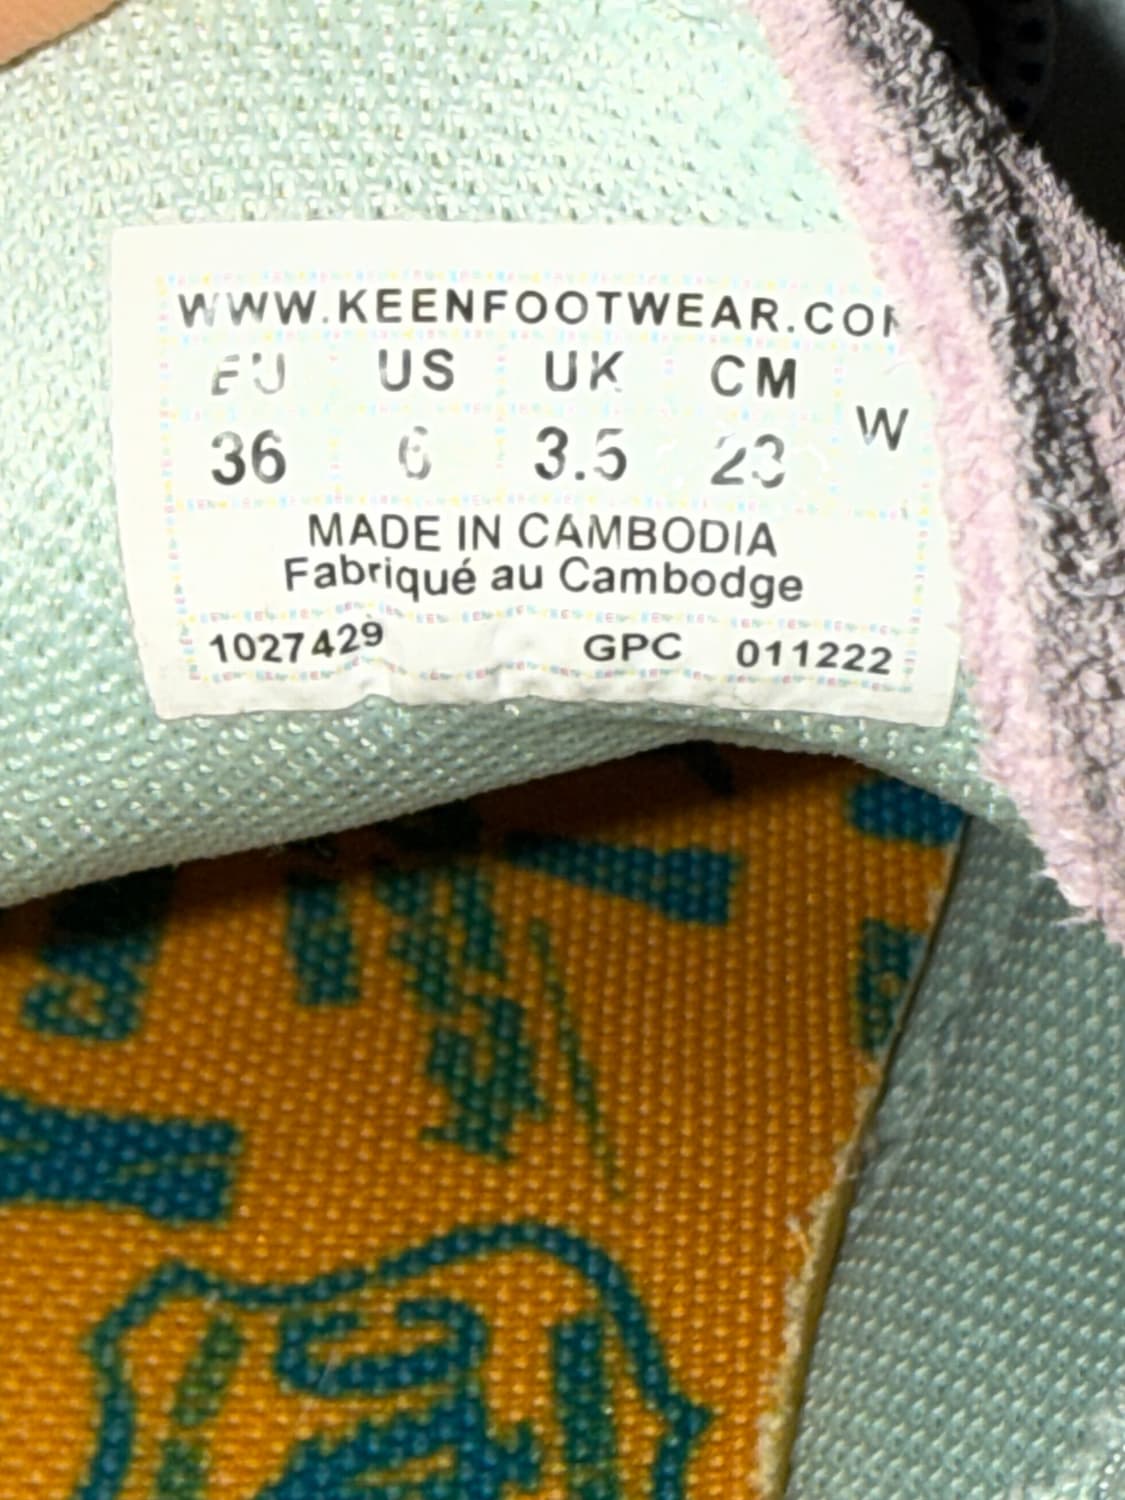 WWW.KEENFOOTWEAR.CO
EU US UK CM
36 6 3.5 23 W
MADE IN CAMBODIA
Fabriqué au Cambodge
1027429 GPC 011222